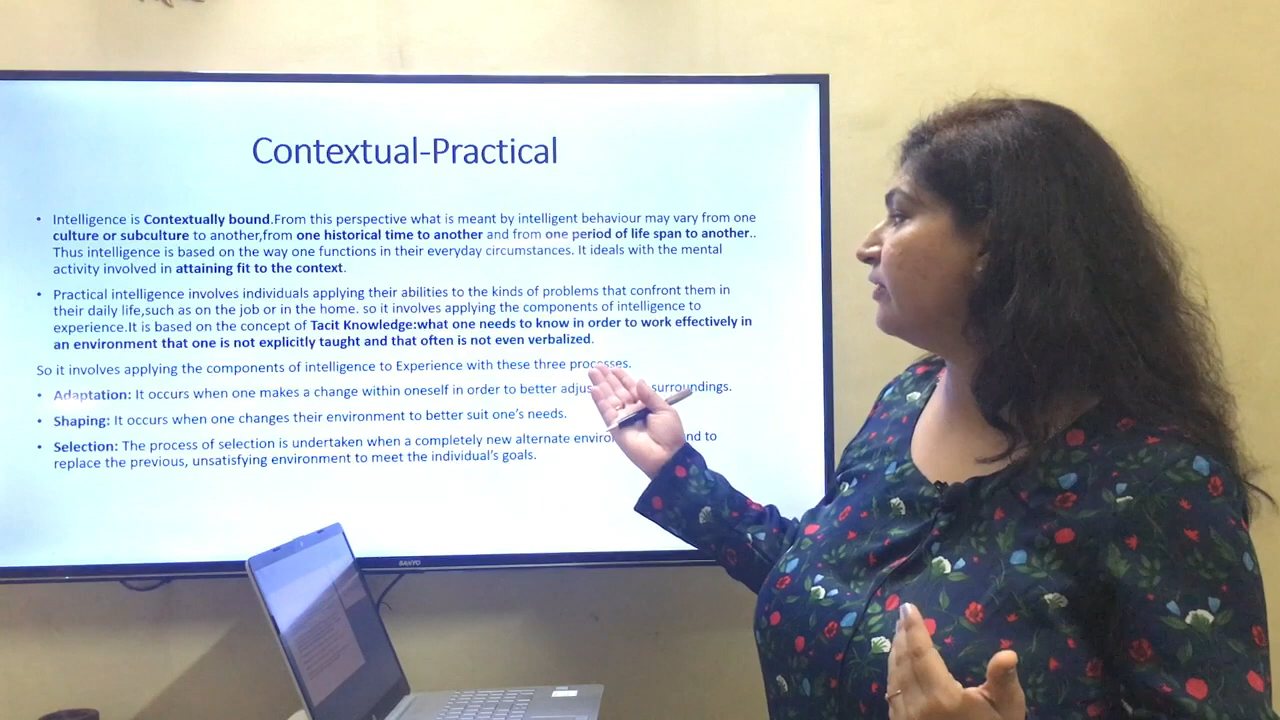 Contextual-Practical
• Intelligence is Contextually bound.From this perspective what is meant by intelligent behaviour may vary from one
culture or subculture to another,from one historical time to another and from one period of life span to another..
Thus intelligence is based on the way one functions in their everyday circumstances. It ideals with the mental
activity involved in attaining fit to the context.
• Practical intelligence involves individuals applying their abilities to the kinds of problems that confront them in
their daily life,such as on the job or in the home. so it involves applying the components of intelligence to
experience.It is based on the concept of Tacit Knowledge:what one needs to know in order to work effectively in
an environment that one is not explicitly taught and that often is not even verbalized.
So it involves applying the components of intelligence to Experience with these three processes.
• Adaptation: It occurs when one makes a change within oneself in order to better adjus surroundings.
• Shaping: It occurs when one changes their environment to better suit one's needs.
• Selection: The process of selection is undertaken when a completely new alternate enviro nd to
replace the previous, unsatisfying environment to meet the individual's goals.
SANYO